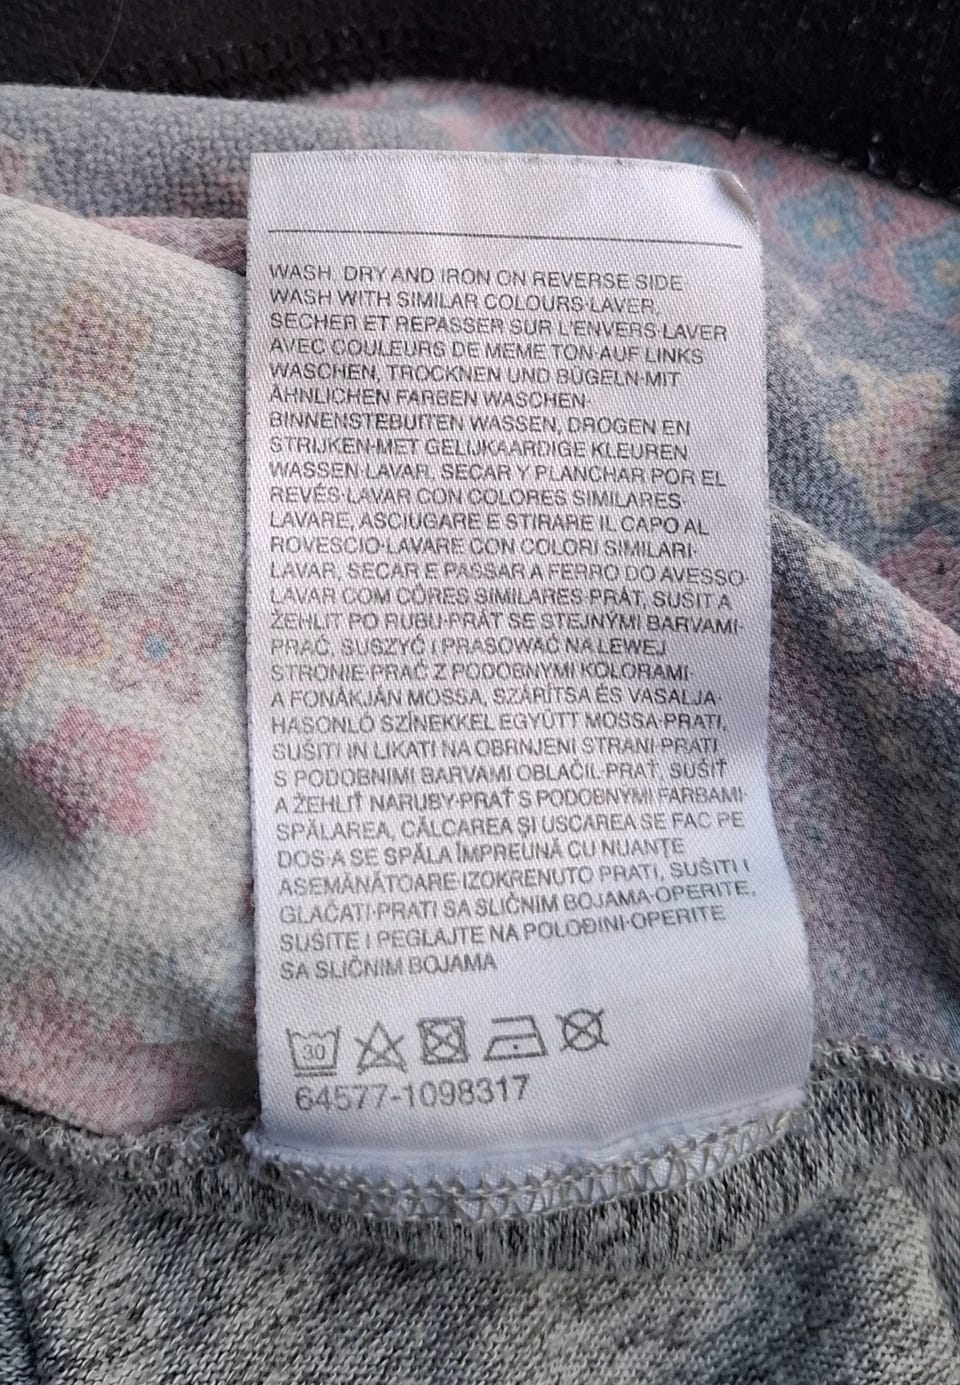 WASH, DRY AND IRON ON REVERSE SIDE·
WASH WITH SIMILAR COLOURS·LAVER,
SECHER ET REPASSER SUR L'ENVERS·LAVER
AVEC COULEURS DE MEME TON·AUF LINKS
WASCHEN, TROCKNEN UND BÜGELN·MIT
ÄHNLICHEN FARBEN WASCHEN·
BINNENSTEBUITEN WASSEN, DROGEN EN
STRIJKEN·MET GELIJKAARDIGE KLEUREN
WASSEN·LAVAR, SECAR Y PLANCHAR POR EL
REVÉS·LAVAR CON COLORES SIMILARES
LAVARE, ASCIUGARE E STIRARE IL CAPO AL
ROVESCIO·LAVARE CON COLORI SIMILARI·
LAVAR, SECAR E PASSAR A FERRO DO AVESSO·
LAVAR COM CÔRES SIMILARES·PRÁT, SUŠIT A
ŽEHLIT PO RUBU·PRÁT SE STEJNÝMI BARVAMI·
PRAĆ, SUSZYĆ I PRASOWAĆ NA LEWEJ
STRONIE·PRAĆ Z PODOBNYMI KOLORAMI·
A FONÁKJÁN MOSSA, SZÁRÍTSA ÉS VASALJA·
HASONLÓ SZÍNEKKEL EGYÜTT MOSSA·PRATI,
SUŠITI IN LIKATI NA OBRNJENI STRANI·PRATI
S PODOBNIMI BARVAMI OBLAČIL·PRAŤ, SUŠIŤ
A ŽEHLIŤ NARUBY·PRAŤ S PODOBNÝMI FARBAMI·
SPĂLAREA, CĂLCAREA ŞI USCAREA SE FAC PE
DOS·A SE SPĂLA ÎMPREUNĂ CU NUANŢE
ASEMĂNĂTOARE·IZOKRENUTO PRATI, SUŠITI I
GLAČATI·PRATI SA SLIČNIM BOJAMA·OPERITE,
SUŠITE I PEGLAJTE NA POLOĐINI·OPERITE
SA SLIČNIM BOJAMA
30
64577-1098317